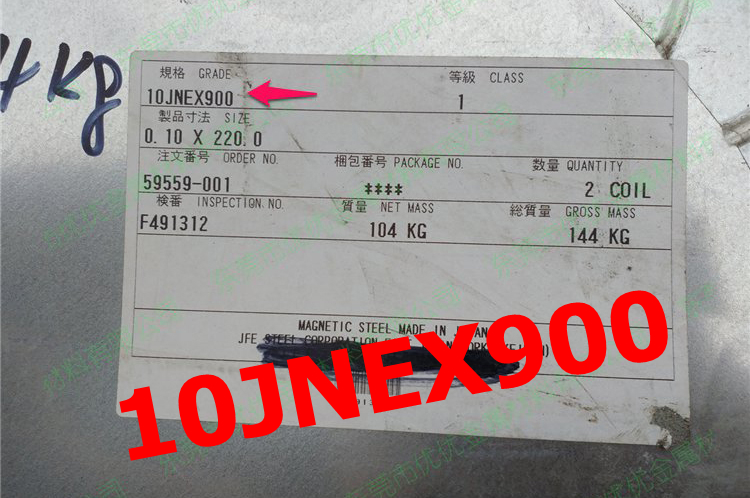 4 Kg
規格 GRADE
等級 CLASS
10JNEX900
1
製品寸法 SIZE
0.10 X 220.0
注文番号 ORDER NO.
梱包番号 PACKAGE NO.
数量 QUANTITY
59559-001
****
2 COIL
検番 INSPECTION.NO
質量 NET MASS
総質量 GROSS MASS
F491312
104 KG
144 KG
MAGNETIC STEEL MADE IN JAPAN
JFE STEEL CORPORATION
10JNEX900